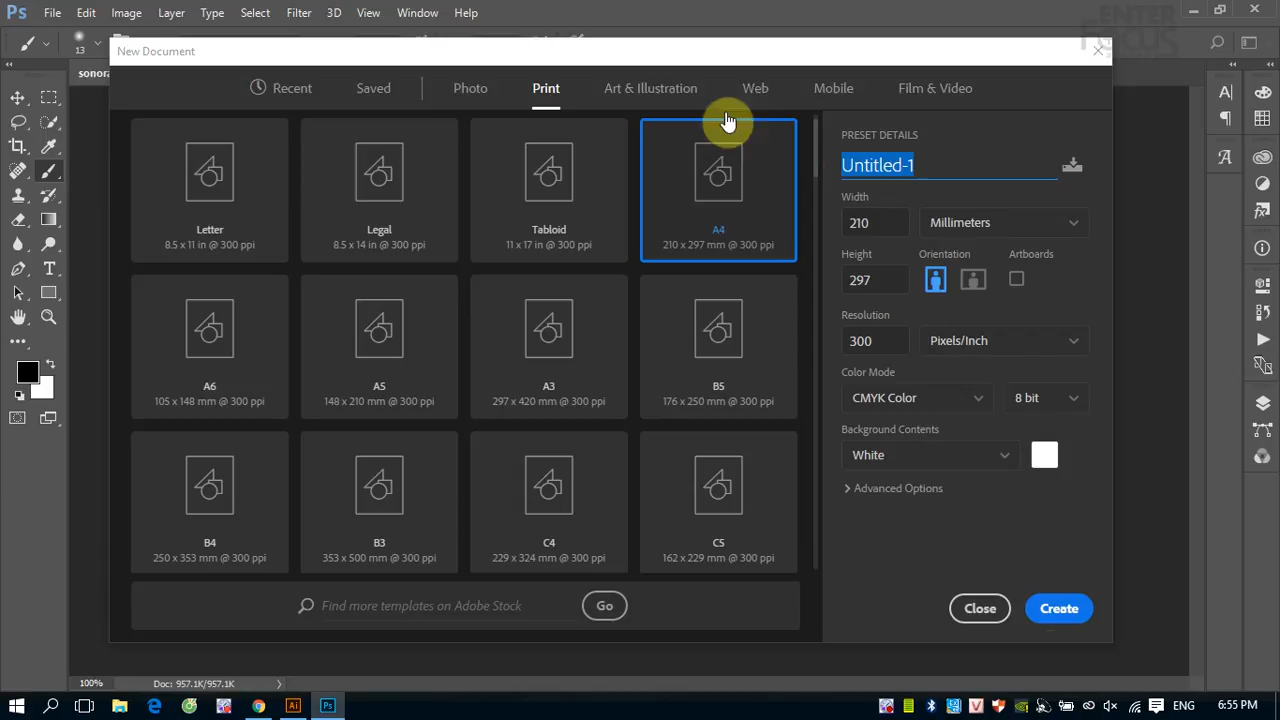 Ps File Edit Image Layer Type Select Filter 3D View Window Help
ENTER
FOCUS
13
New Document
sonora
Recent Saved Photo Print Art & Illustration Web Mobile Film & Video
PRESET DETAILS
Untitled-1
Letter Legal Tabloid A4
8.5 x 11 in @ 300 ppi 8.5 x 14 in @ 300 ppi 11 x 17 in @ 300 ppi 210 x 297 mm @ 300 ppi
Width
210 Millimeters
Height Orientation Artboards
297
Resolution
300 Pixels/Inch
A6 A5 A3 B5
105 x 148 mm @ 300 ppi 148 x 210 mm @ 300 ppi 297 x 420 mm @ 300 ppi 176 x 250 mm @ 300 ppi
Color Mode
CMYK Color 8 bit
Background Contents
White
Advanced Options
B4 B3 C4 C5
250 x 353 mm @ 300 ppi 353 x 500 mm @ 300 ppi 229 x 324 mm @ 300 ppi 162 x 229 mm @ 300 ppi
Find more templates on Adobe Stock Go
Close Create
100% Doc: 957.1K/957.1K
Ai Ps ENG 6:55 PM